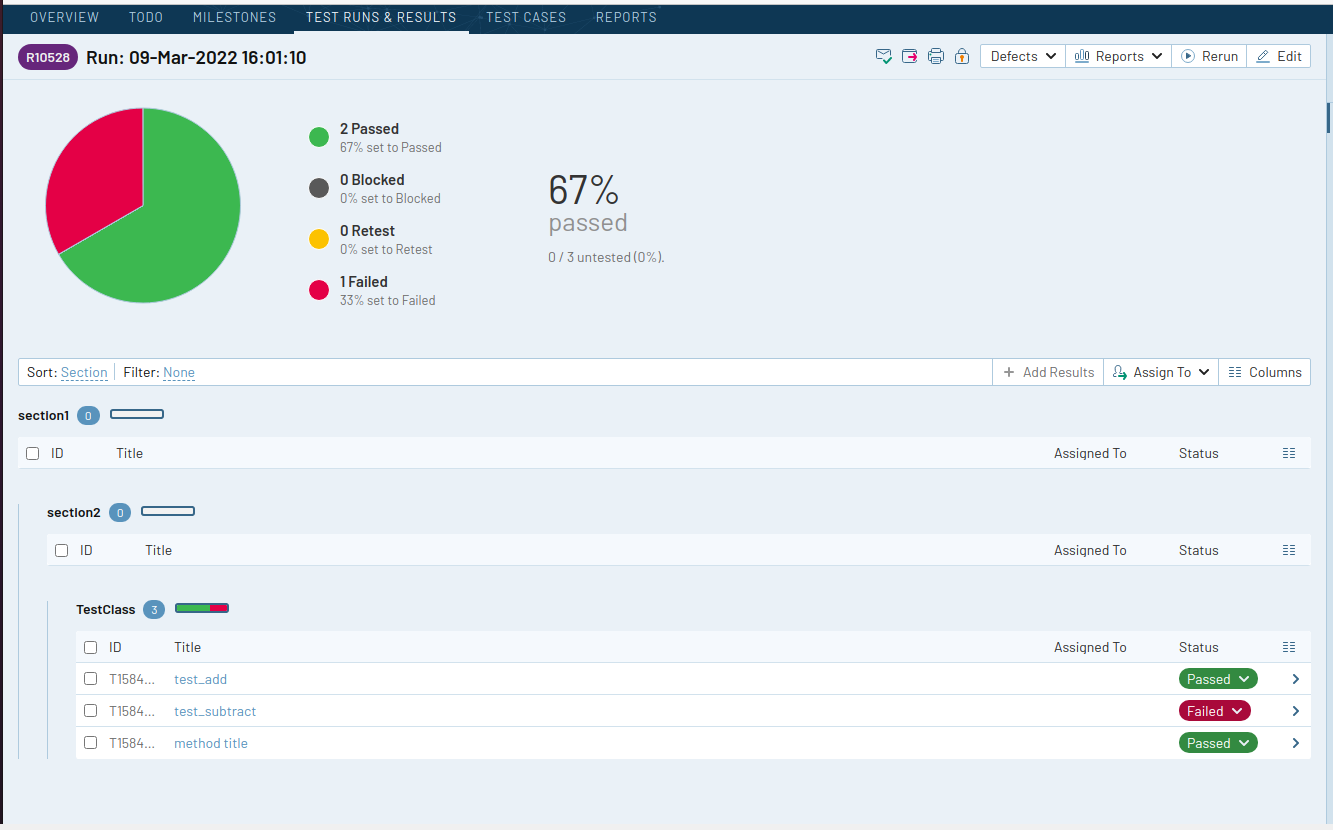 OVERVIEW TODO MILESTONES TEST RUNS & RESULTS TEST CASES REPORTS
R10528 Run: 09-Mar-2022 16:01:10 Defects Reports Rerun Edit
2 Passed
67% set to Passed
0 Blocked
0% set to Blocked
0 Retest
0% set to Retest
1 Failed
33% set to Failed
67%
passed
0 / 3 untested (0%).
Sort: Section Filter: None Add Results Assign To Columns
section1 0
ID Title Assigned To Status
section2 0
ID Title Assigned To Status
TestClass 3
ID Title Assigned To Status
T1584... test_add Passed
T1584... test_subtract Failed
T1584... method title Passed